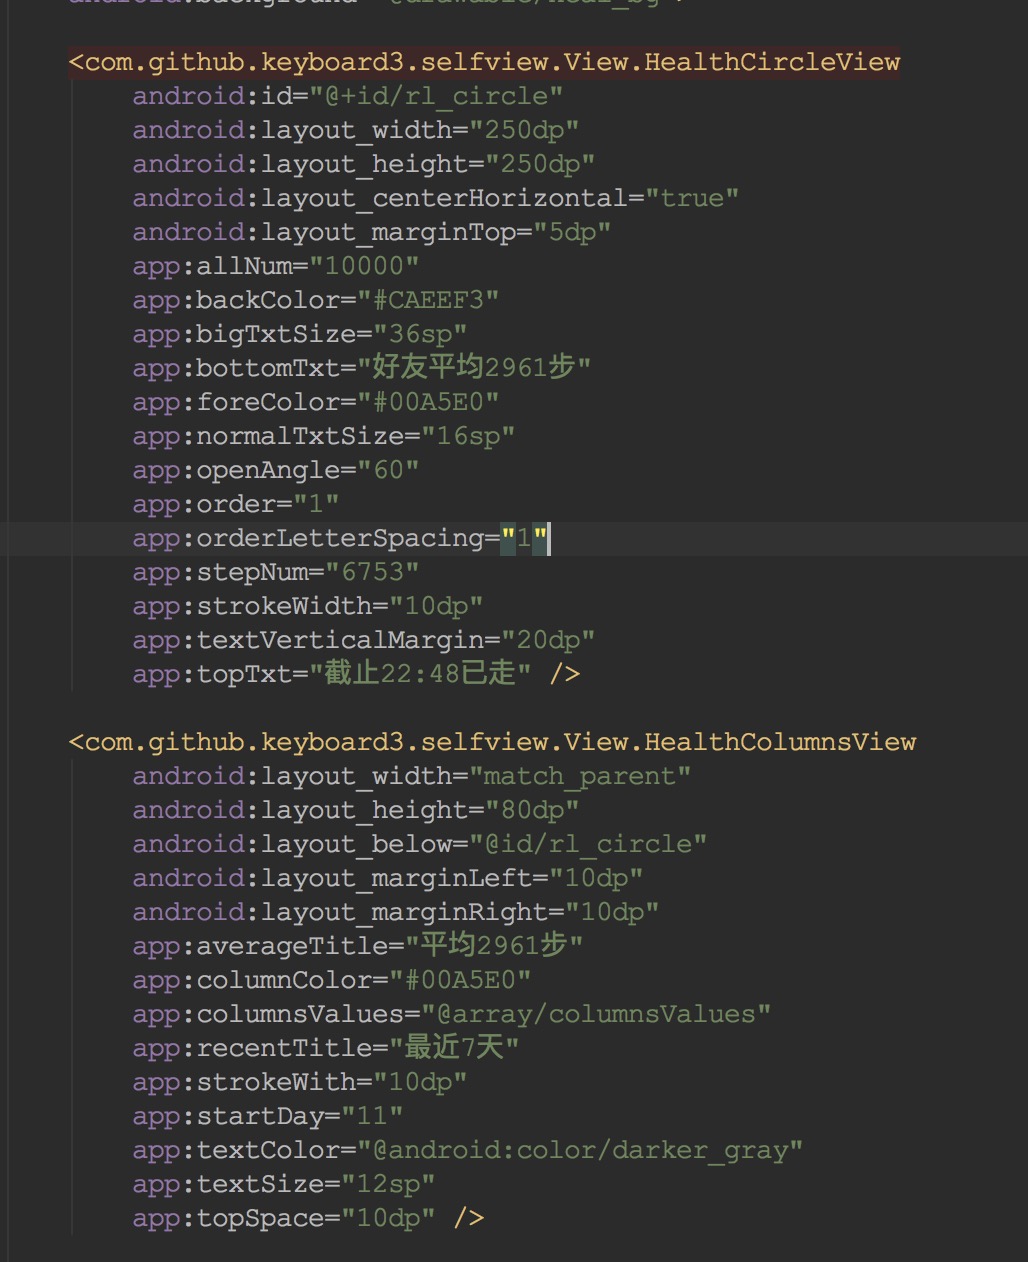 <com.github.keyboard3.selfview.View.HealthCircleView
android:id="@+id/rl_circle"
android:layout_width="250dp"
android:layout_height="250dp"
android:layout_centerHorizontal="true"
android:layout_marginTop="5dp"
app:allNum="10000"
app:backColor="#CAEEF3"
app:bigTxtSize="36sp"
app:bottomTxt="好友平均2961步"
app:foreColor="#00A5E0"
app:normalTxtSize="16sp"
app:openAngle="60"
app:order="1"
app:orderLetterSpacing="1"
app:stepNum="6753"
app:strokeWidth="10dp"
app:textVerticalMargin="20dp"
app:topTxt="截止22:48已走" />
<com.github.keyboard3.selfview.View.HealthColumnsView
android:layout_width="match_parent"
android:layout_height="80dp"
android:layout_below="@id/rl_circle"
android:layout_marginLeft="10dp"
android:layout_marginRight="10dp"
app:averageTitle="平均2961步"
app:columnColor="#00A5E0"
app:columnsValues="@array/columnsValues"
app:recentTitle="最近7天"
app:strokeWith="10dp"
app:startDay="11"
app:textColor="@android:color/darker_gray"
app:textSize="12sp"
app:topSpace="10dp" />